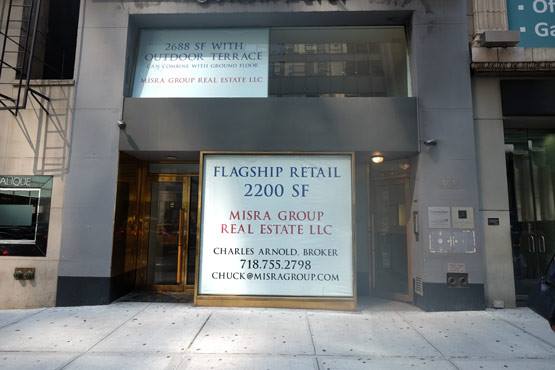 2688 SF WITH
OUTDOOR TERRACE
CAN COMBINE WITH GROUND FLOOR
MISRA GROUP REAL ESTATE LLC
FLAGSHIP RETAIL
2200 SF
MISRA GROUP
REAL ESTATE LLC
CHARLES ARNOLD, BROKER
718.755.2798
CHUCK@MISRAGROUP.COM